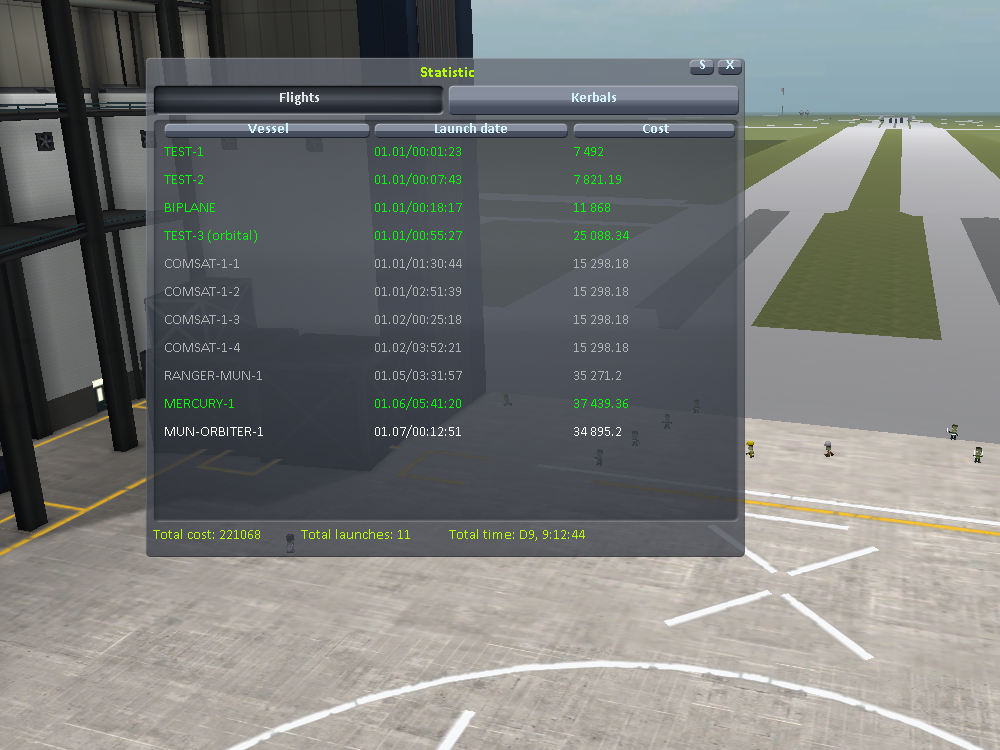 Statistic
S X
Flights Kerbals
Vessel Launch date Cost
TEST-1 01.01/00:01:23 7 492
TEST-2 01.01/00:07:43 7 821.19
BIPLANE 01.01/00:18:17 11 868
TEST-3 (orbital) 01.01/00:55:27 25 088.34
COMSAT-1-1 01.01/01:30:44 15 298.18
COMSAT-1-2 01.01/02:51:39 15 298.18
COMSAT-1-3 01.02/00:25:18 15 298.18
COMSAT-1-4 01.02/03:52:21 15 298.18
RANGER-MUN-1 01.05/03:31:57 35 271.2
MERCURY-1 01.06/05:41:20 37 439.36
MUN-ORBITER-1 01.07/00:12:51 34 895.2
Total cost: 221068 Total launches: 11 Total time: D9, 9:12:44